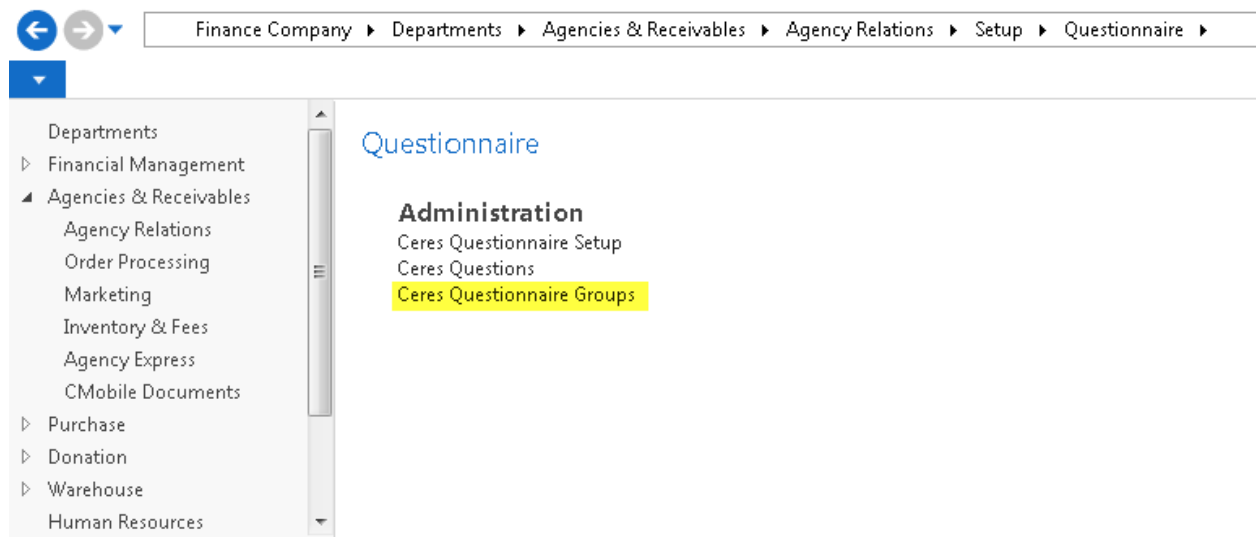 Finance Company ▸ Departments ▸ Agencies & Receivables ▸ Agency Relations ▸ Setup ▸ Questionnaire ▸
Departments
Financial Management
Agencies & Receivables
Agency Relations
Order Processing
Marketing
Inventory & Fees
Agency Express
CMobile Documents
Purchase
Donation
Warehouse
Human Resources
Questionnaire
Administration
Ceres Questionnaire Setup
Ceres Questions
Ceres Questionnaire Groups